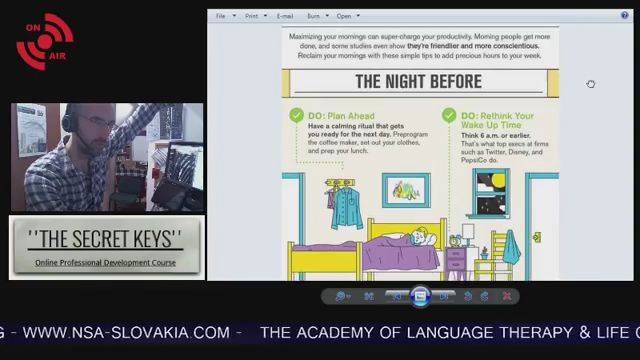 ON
AIR
File Print E-mail Burn Open
Maximizing your mornings can super-charge your productivity. Morning people get more
done, and some studies even show they're friendlier and more conscientious.
Reclaim your mornings with these simple tips to add precious hours to your week.
THE NIGHT BEFORE
DO: Plan Ahead
Have a calming ritual that gets
you ready for the next day. Preprogram
the coffee maker, set out your clothes,
and prep your lunch.
DO: Rethink Your
Wake Up Time
Think 6 a.m. or earlier.
That's what top execs at firms
such as Twitter, Disney, and
PepsiCo do.
"THE SECRET KEYS"
Online Professional Development Course
G - WWW.NSA-SLOVAKIA.COM - THE ACADEMY OF LANGUAGE THERAPY & LIFE C